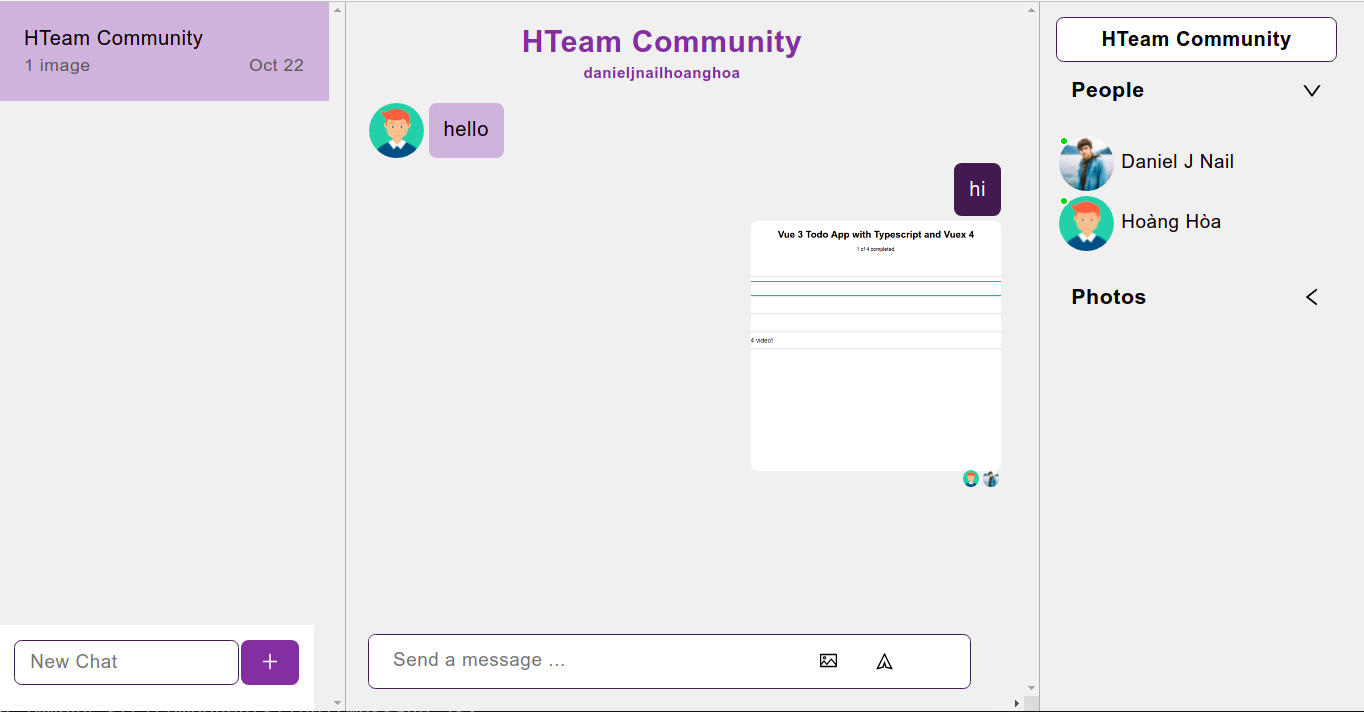 HTeam Community
1 image Oct 22
New Chat
+
HTeam Community
danieljnailhoanghoa
hello
hi
Vue 3 Todo App with Typescript and Vuex 4
1 of 4 completed.
4 video!
Send a message ...
HTeam Community
People
Daniel J Nail
Hoàng Hòa
Photos